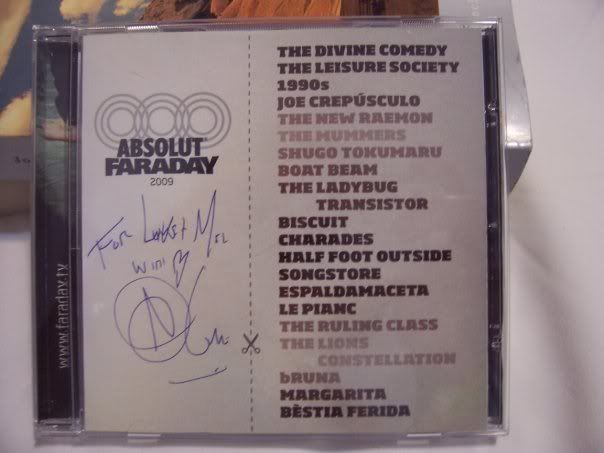 ABSOLUT
FARADAY
2009
FOR
www.faraday.tv
THE DIVINE COMEDY
THE LEISURE SOCIETY
1990s
JOE CREPÚSCULO
THE NEW RAEMON
THE MUMMERS
SHUGO TOKUMARU
BOAT BEAM
THE LADYBUG
TRANSISTOR
BISCUIT
CHARADES
HALF FOOT OUTSIDE
SONGSTORE
ESPALDAMACETA
LE PIANC
THE RULING CLASS
THE LIONS
CONSTELLATION
bRUNA
MARGARITA
BÈSTIA FERIDA